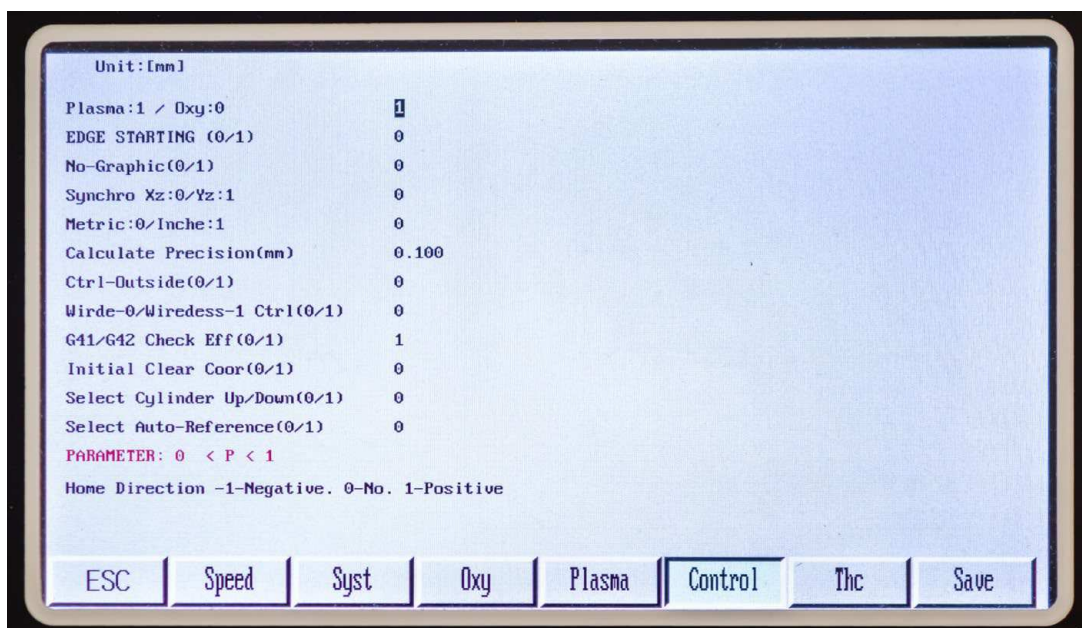 Unit:[mm]
Plasma:1 / Oxy:0 1
EDGE STARTING (0/1) 0
No-Graphic(0/1) 0
Synchro Xz:0/Yz:1 0
Metric:0/Inche:1 0
Calculate Precision(mm) 0.100
Ctrl-Outside(0/1) 0
Wirde-0/Wiredess-1 Ctrl(0/1) 0
G41/G42 Check Eff(0/1) 1
Initial Clear Coor(0/1) 0
Select Cylinder Up/Down(0/1) 0
Select Auto-Reference(0/1) 0
PARAMETER: 0 < P < 1
Home Direction -1-Negative. 0-No. 1-Positive
ESC Speed Syst Oxy Plasma Control Thc Save